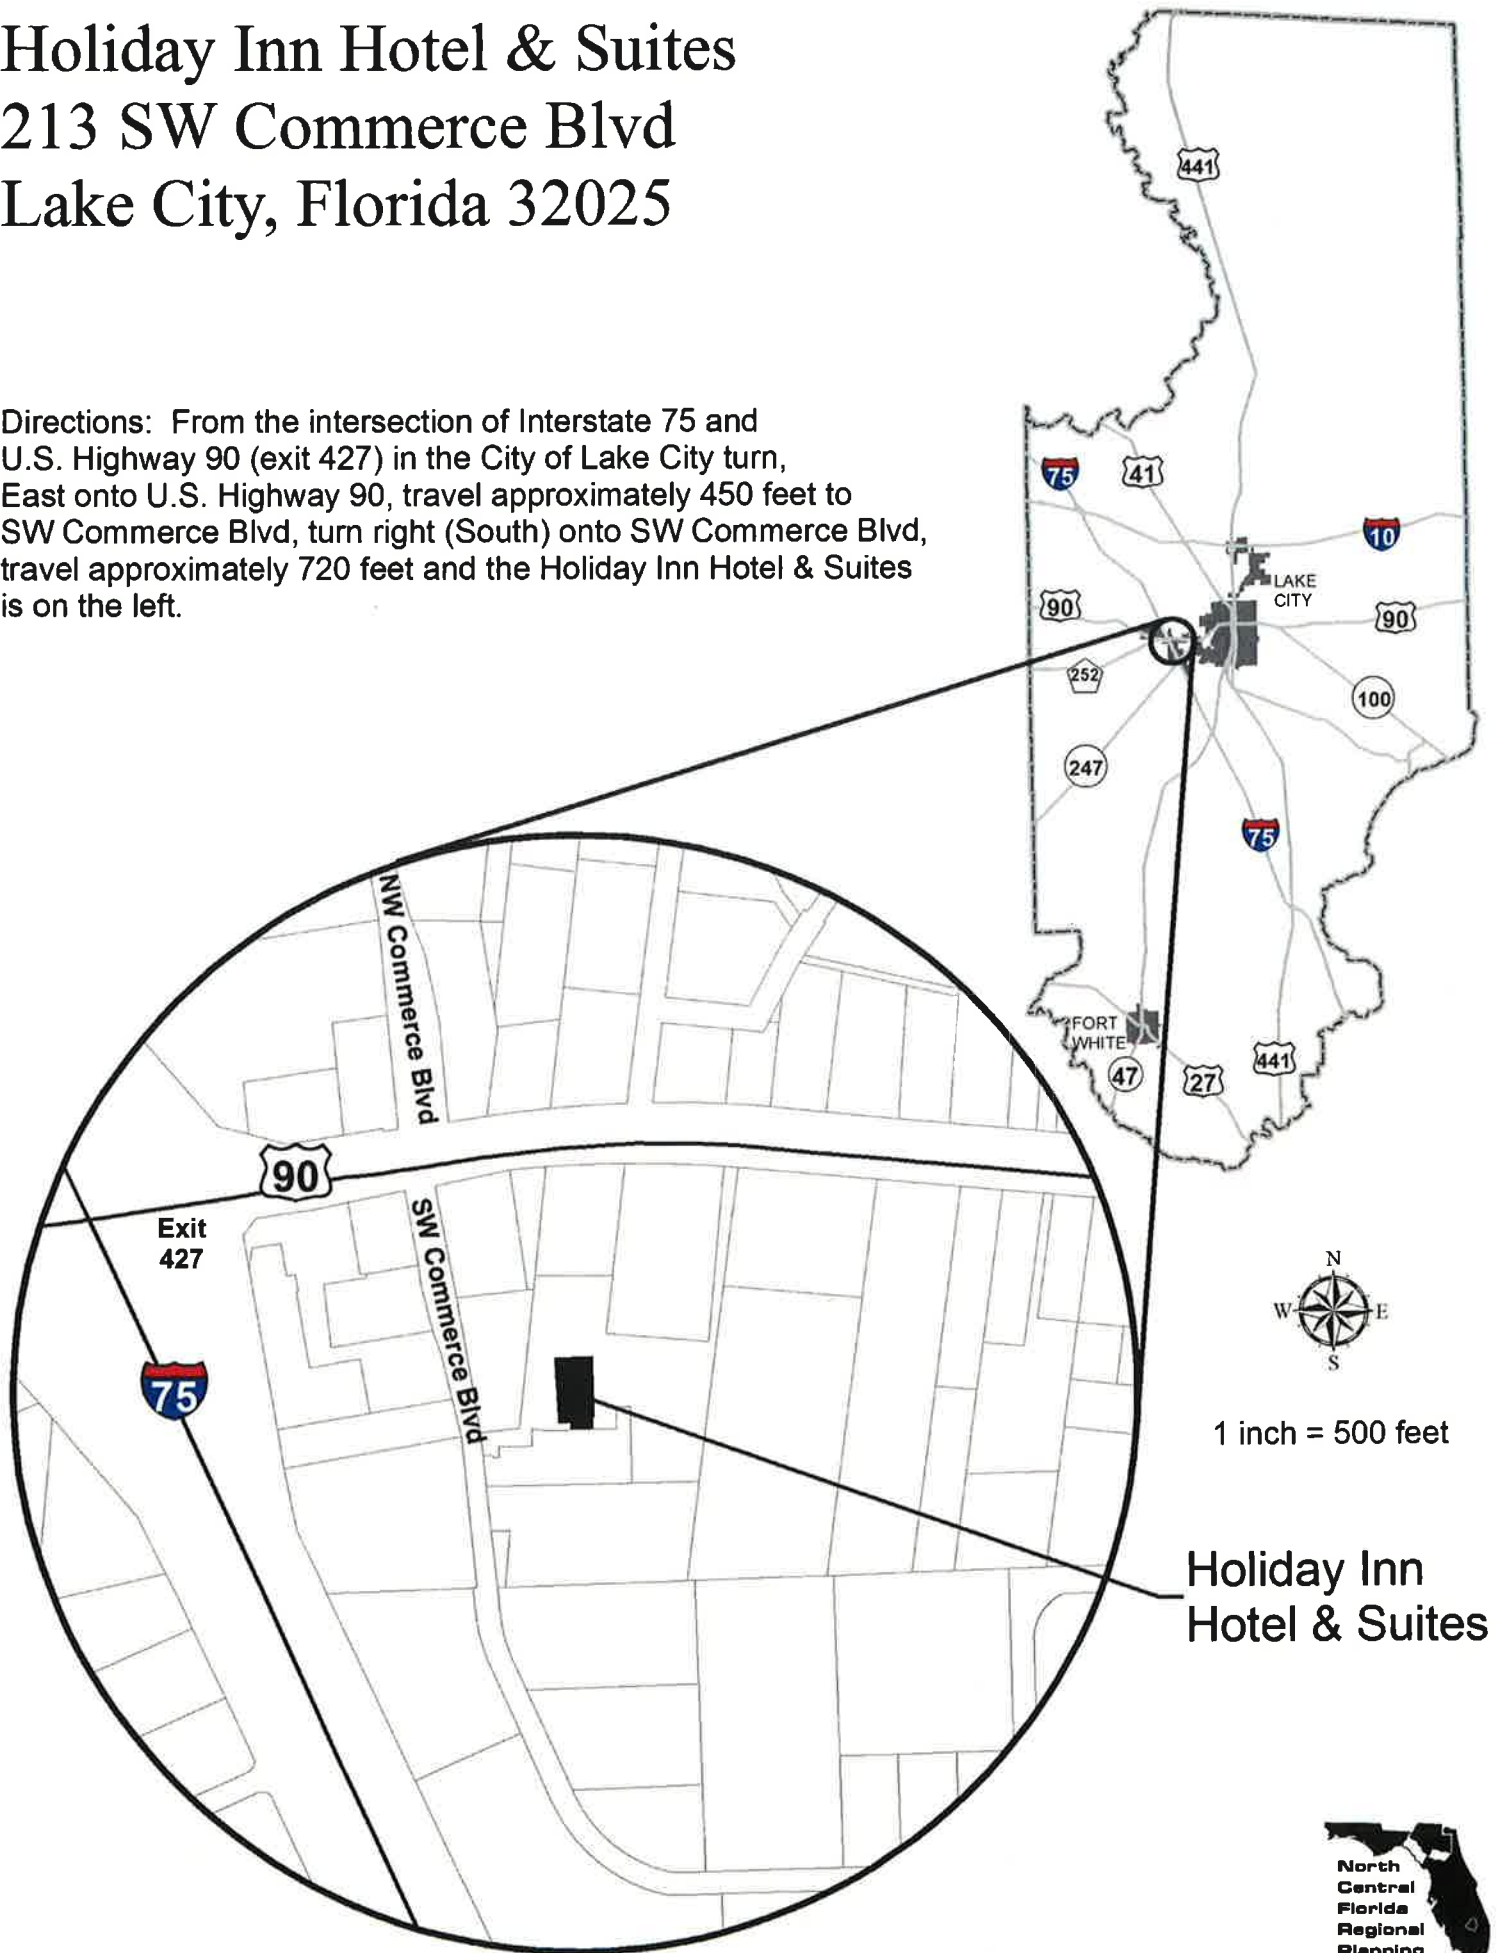 Holiday Inn Hotel & Suites
213 SW Commerce Blvd
Lake City, Florida 32025
Directions: From the intersection of Interstate 75 and
U.S. Highway 90 (exit 427) in the City of Lake City turn,
East onto U.S. Highway 90, travel approximately 450 feet to
SW Commerce Blvd, turn right (South) onto SW Commerce Blvd,
travel approximately 720 feet and the Holiday Inn Hotel & Suites
is on the left.
441
75
41
10
LAKE
CITY
90
90
252
100
247
75
FORT
WHITE
47
27
441
NW Commerce Blvd
90
Exit
427
SW Commerce Blvd
75
N
W
E
S
1 inch = 500 feet
Holiday Inn
Hotel & Suites
North
Central
Florida
Regional
Planning